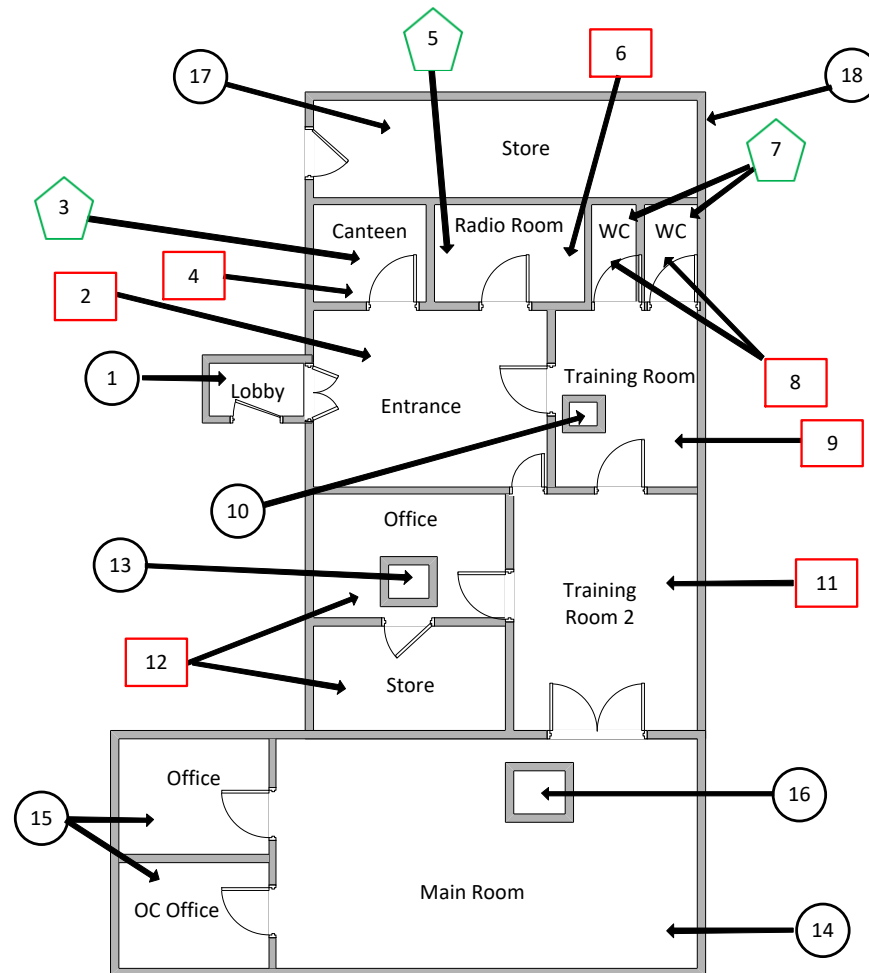 5
6
17
18
Store
7
3
Canteen
Radio Room
WC
WC
4
2
1
Lobby
Training Room
8
Entrance
9
10
Office
13
Training
Room 2
11
12
Store
Office
16
15
OC Office
Main Room
14